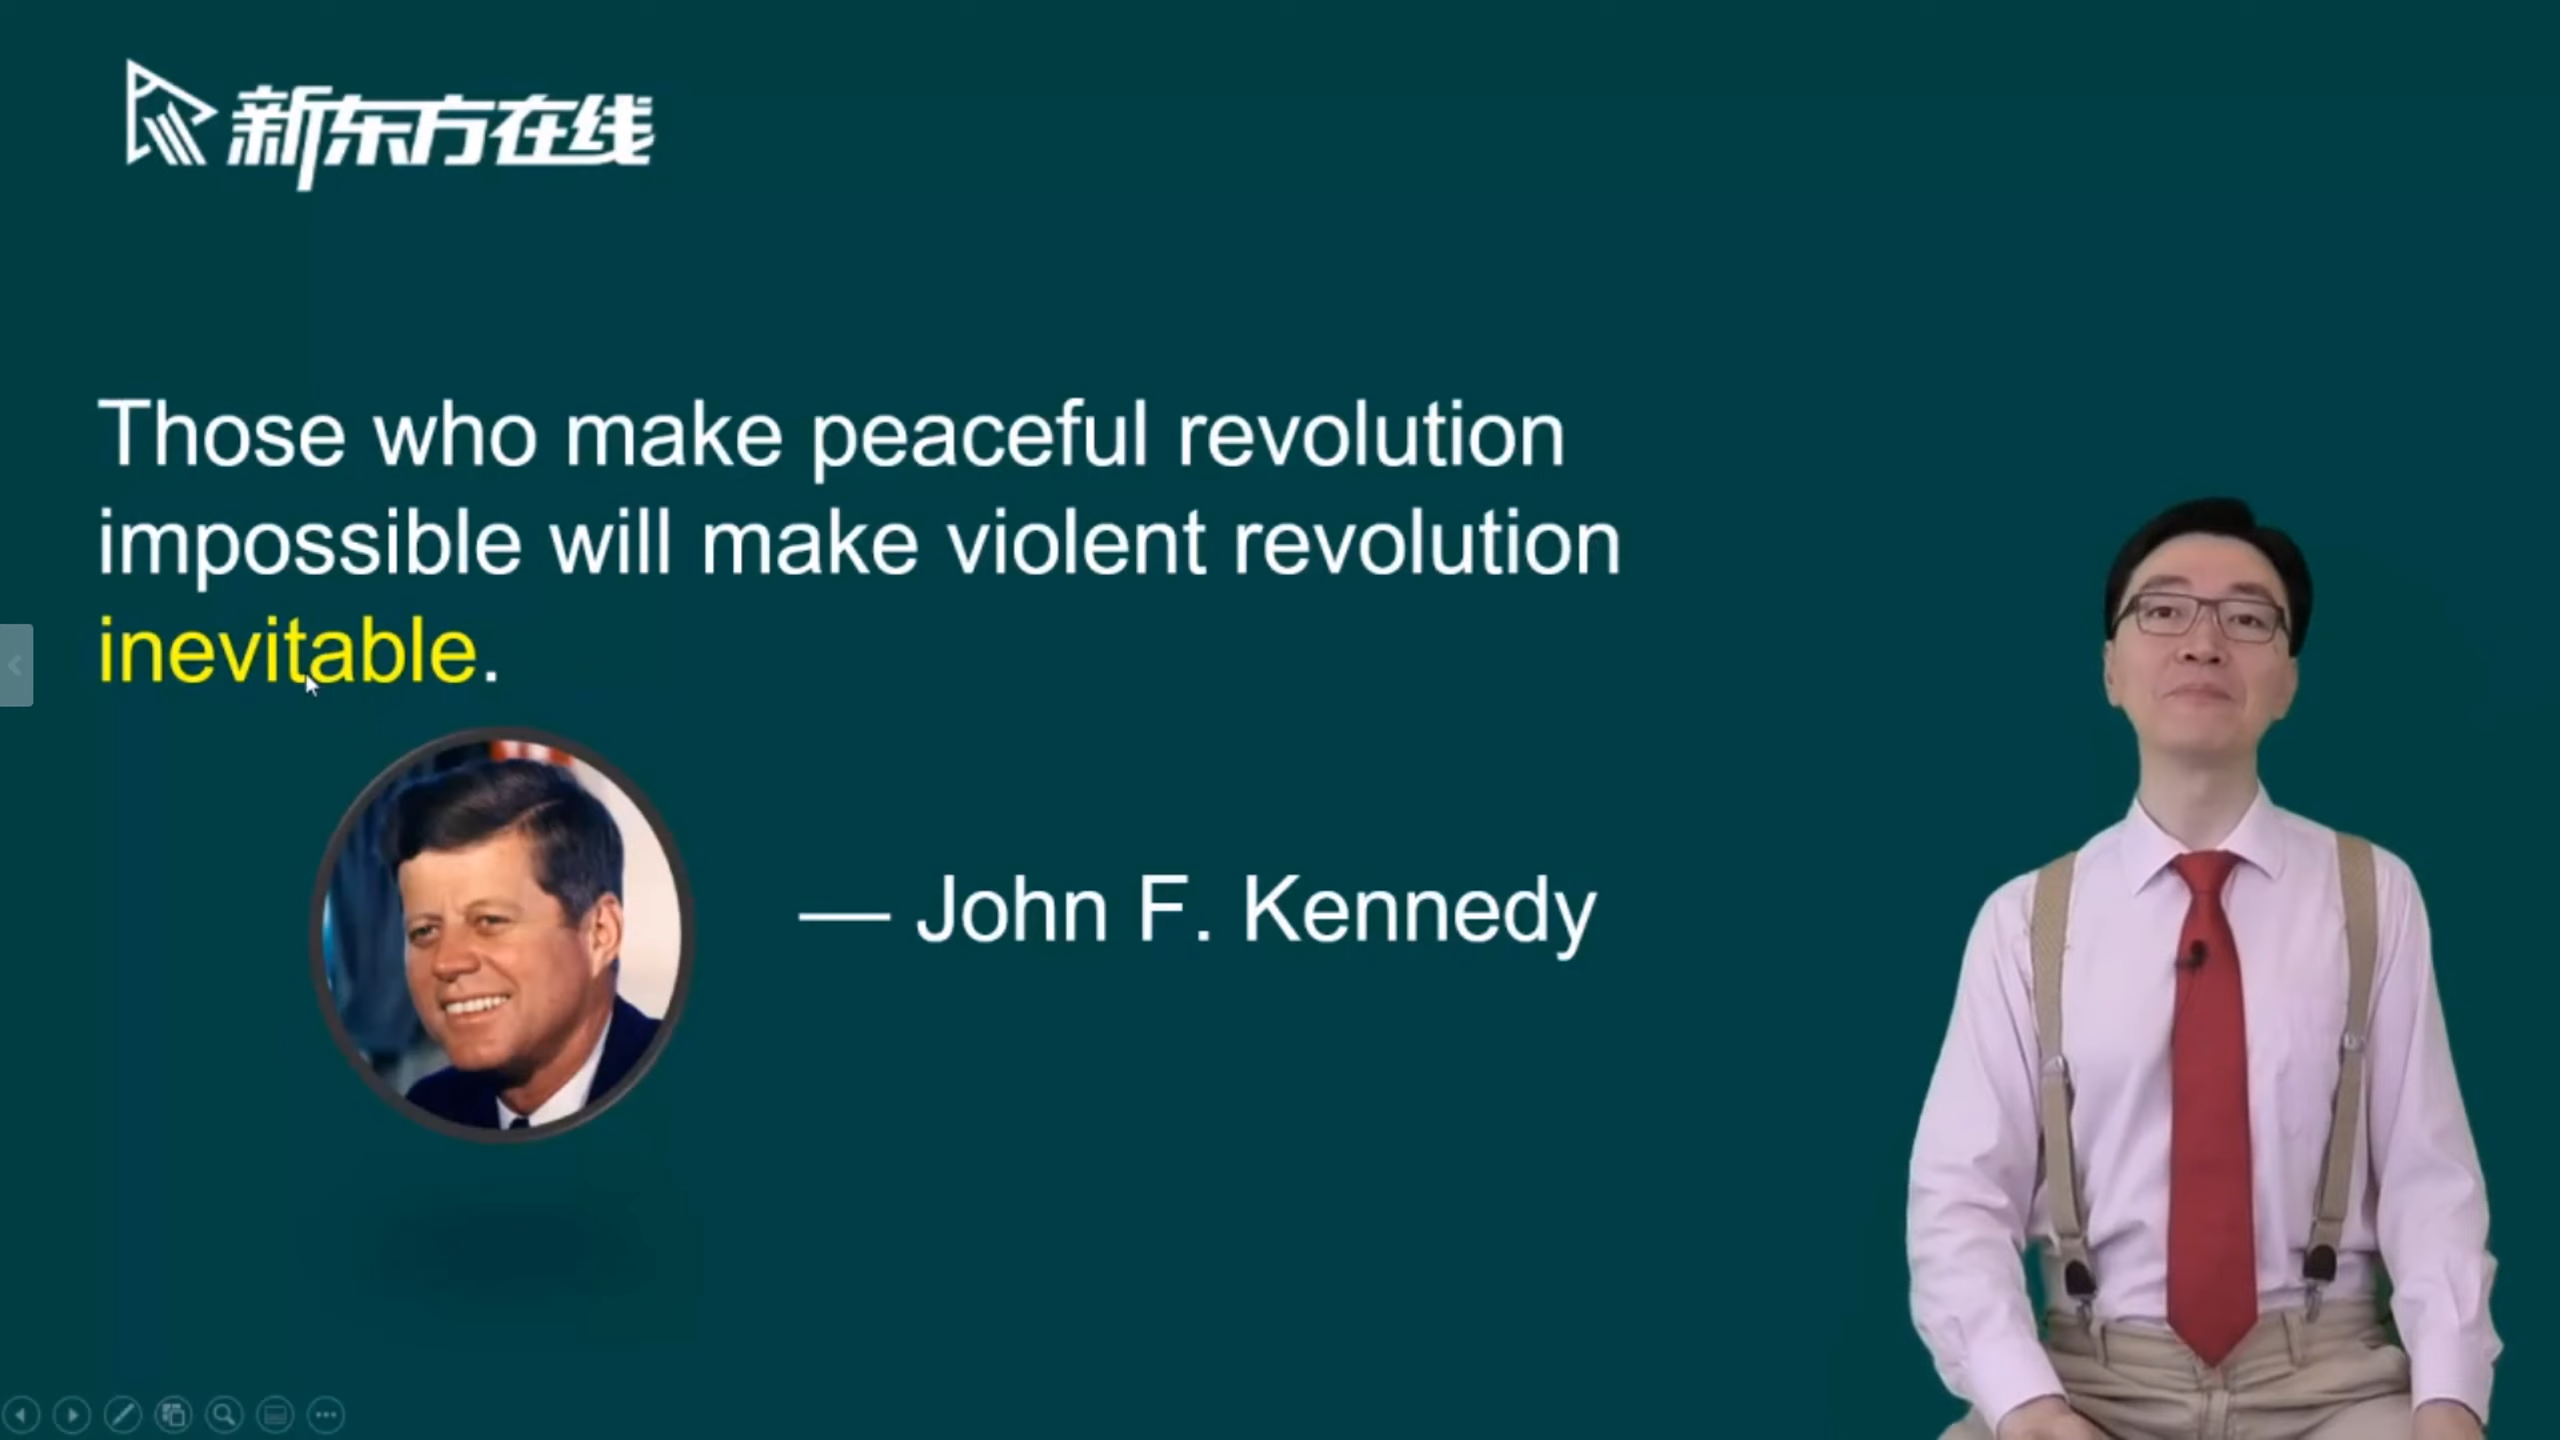 新东方在线
Those who make peaceful revolution
impossible will make violent revolution
inevitable.
— John F. Kennedy